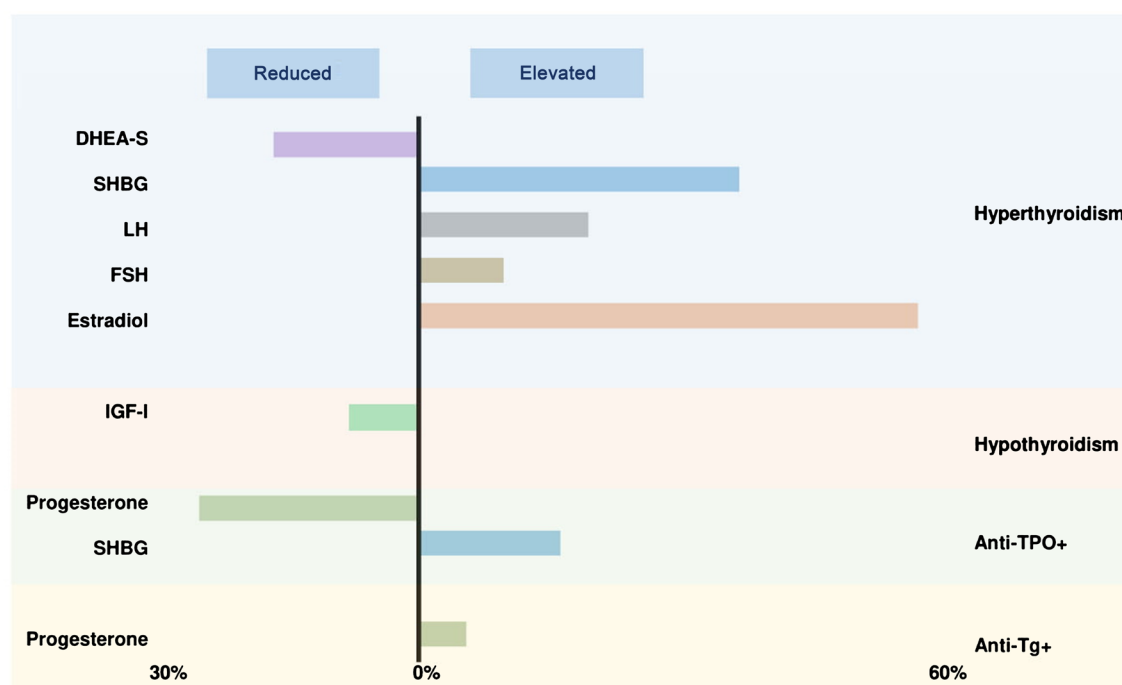 Reduced
Elevated
DHEA-S
SHBG
LH
FSH
Estradiol
Hyperthyroidism
IGF-I
Hypothyroidism
Progesterone
SHBG
Anti-TPO+
Progesterone
Anti-Tg+
30%
0%
60%